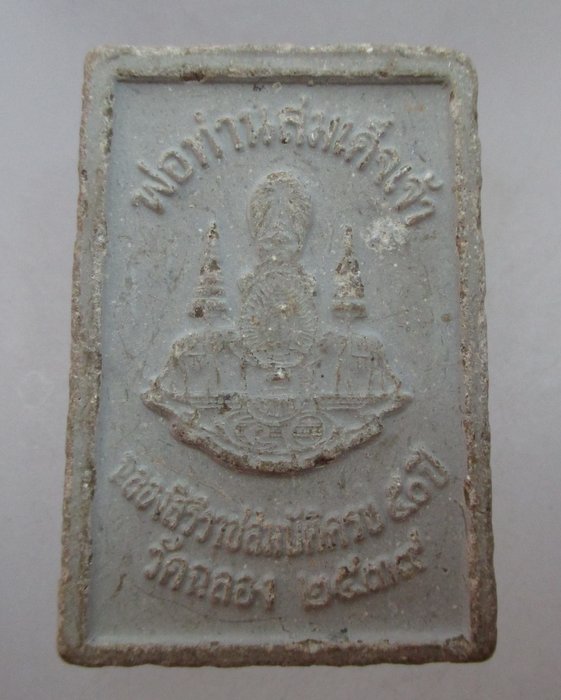 พ่อท่านสมเด็จเจ้า
ฉลองสิริราชสมบัติครบ ๕๐ปี
วัดฉลอง ๒๕๓๙